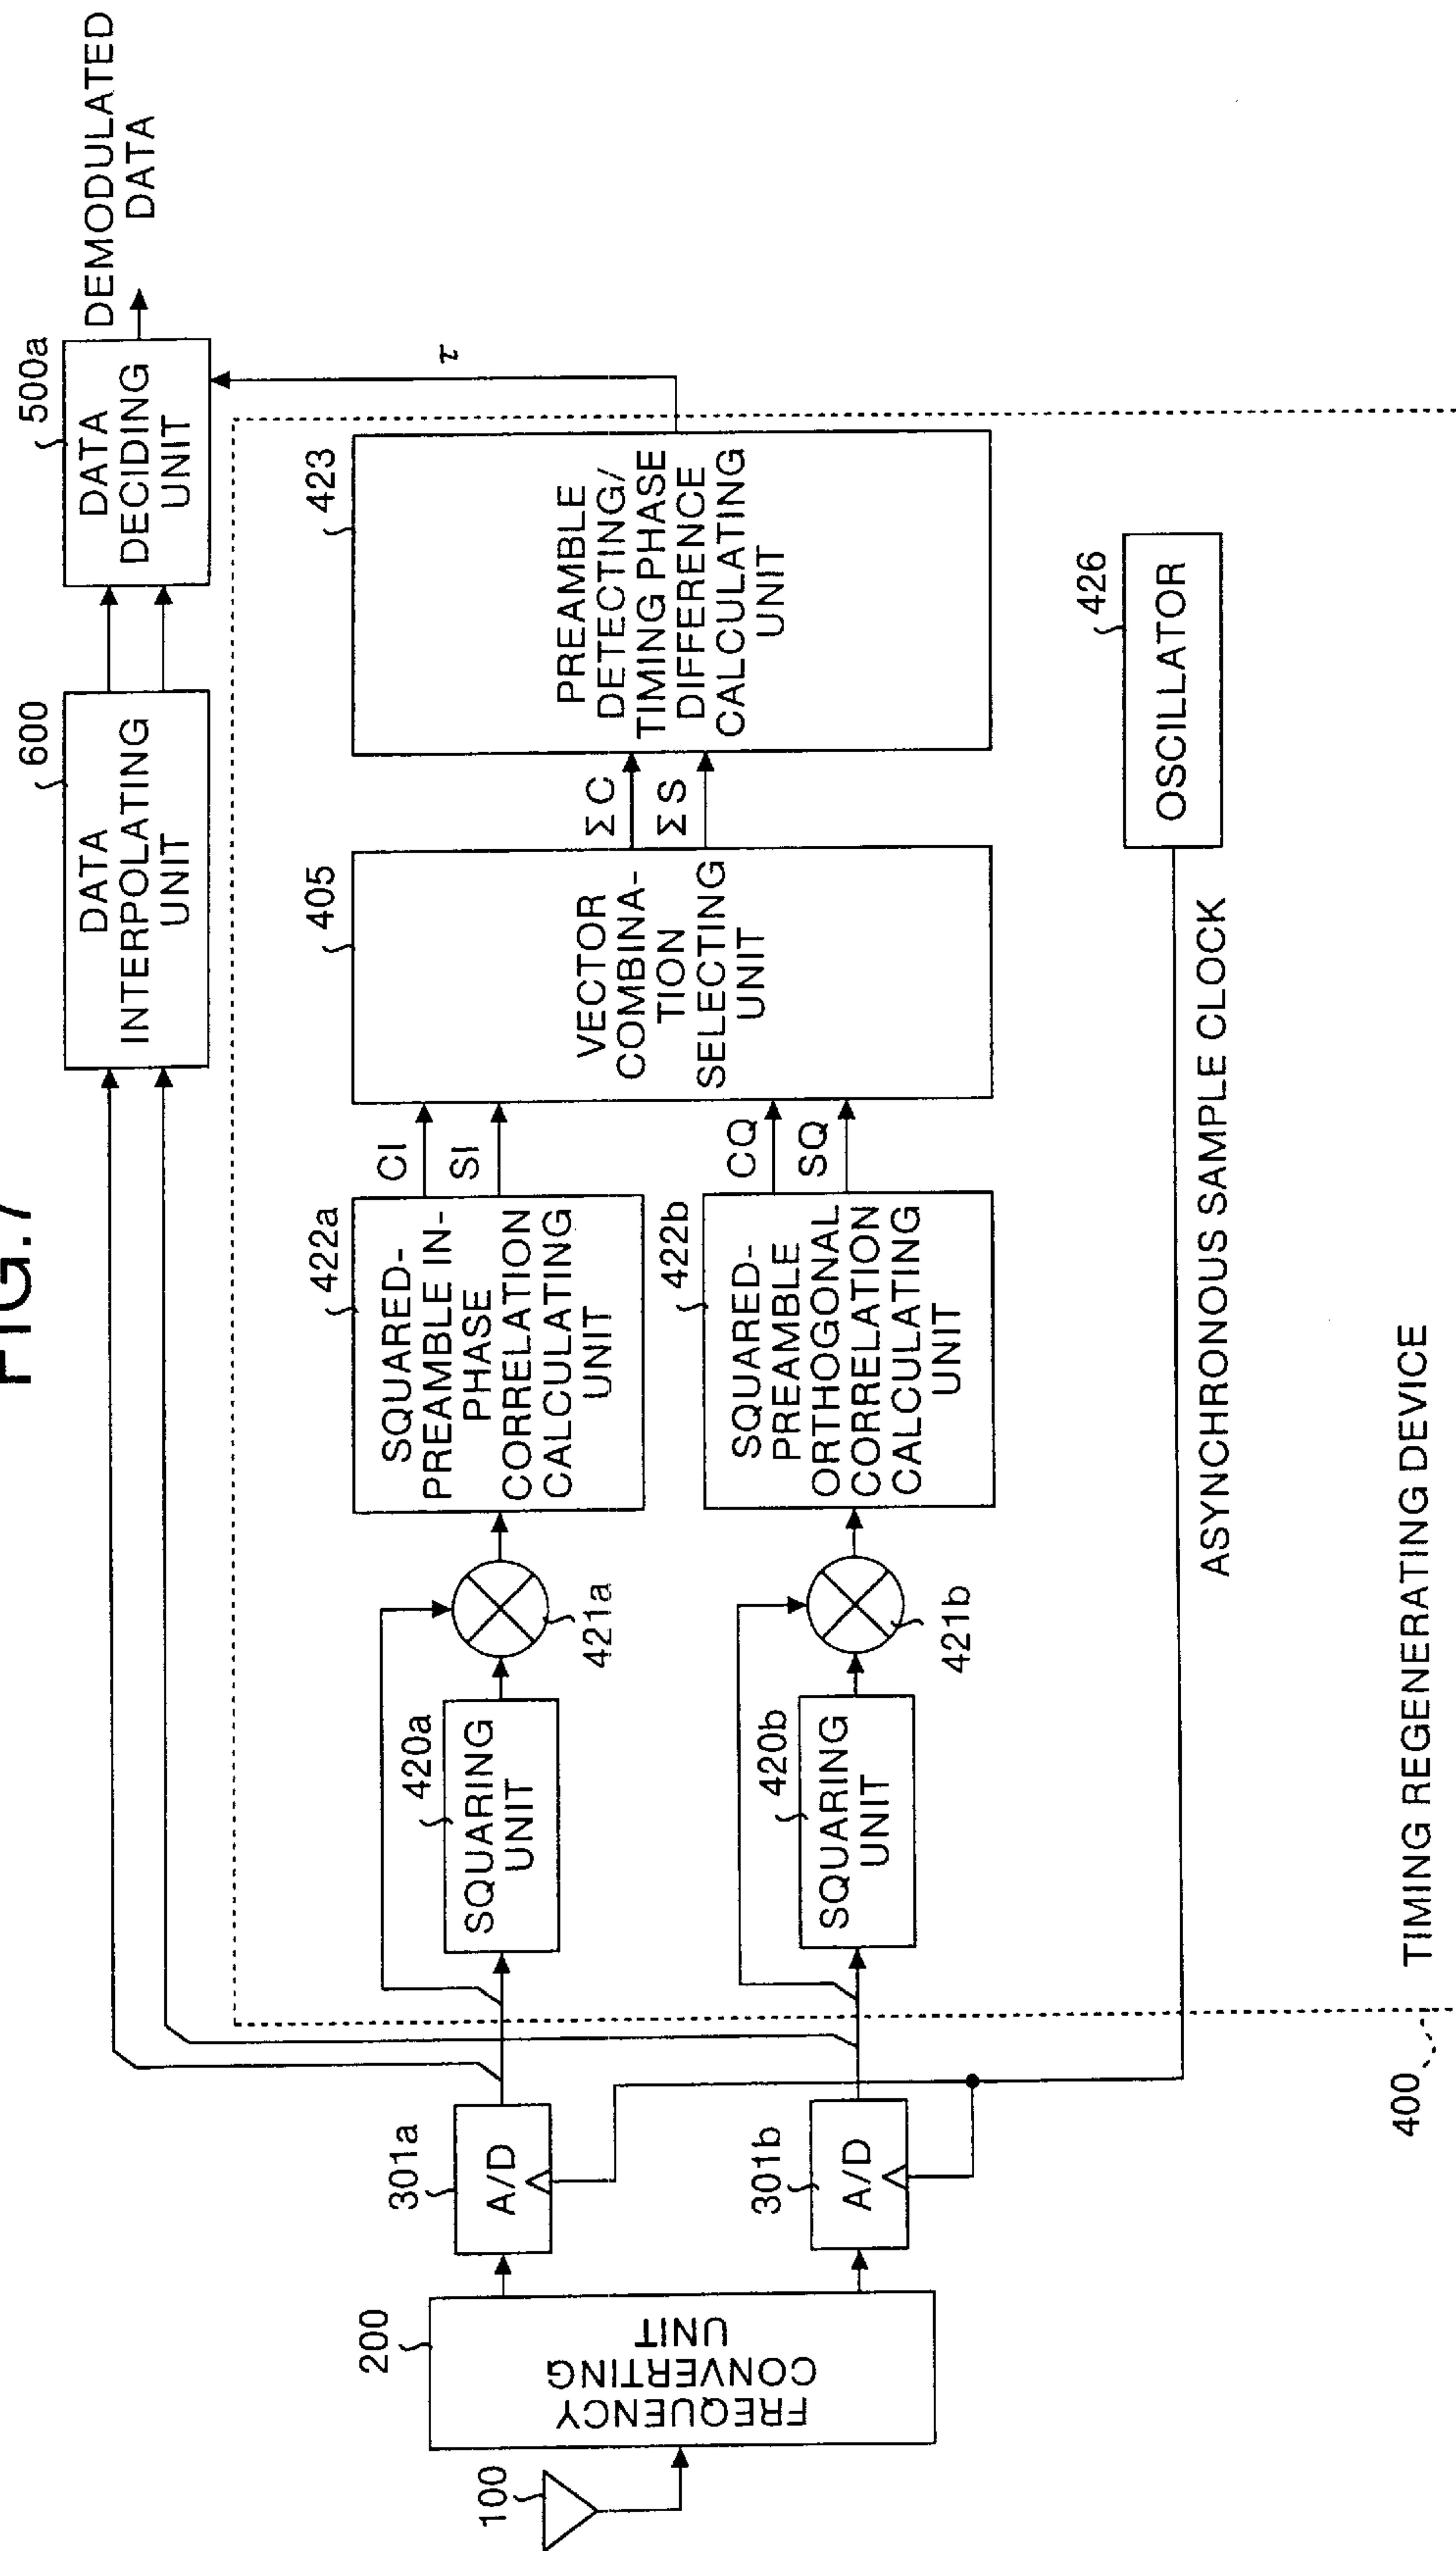 FIG.7
600
DATA
INTERPOLATING
UNIT
500a
DATA
DECIDING
UNIT
DEMODULATED
DATA
τ
100
200
FREQUENCY
CONVERTING
UNIT
301a
A/D
301b
A/D
420a
SQUARING
UNIT
420b
SQUARING
UNIT
421a
421b
422a
SQUARED-
PREAMBLE IN-
PHASE
CORRELATION
CALCULATING
UNIT
422b
SQUARED-
PREAMBLE
ORTHOGONAL
CORRELATION
CALCULATING
UNIT
CI
SI
CQ
SQ
405
VECTOR
COMBINA-
TION
SELECTING
UNIT
Σ C
Σ S
423
PREAMBLE
DETECTING/
TIMING PHASE
DIFFERENCE
CALCULATING
UNIT
426
OSCILLATOR
ASYNCHRONOUS SAMPLE CLOCK
400
TIMING REGENERATING DEVICE